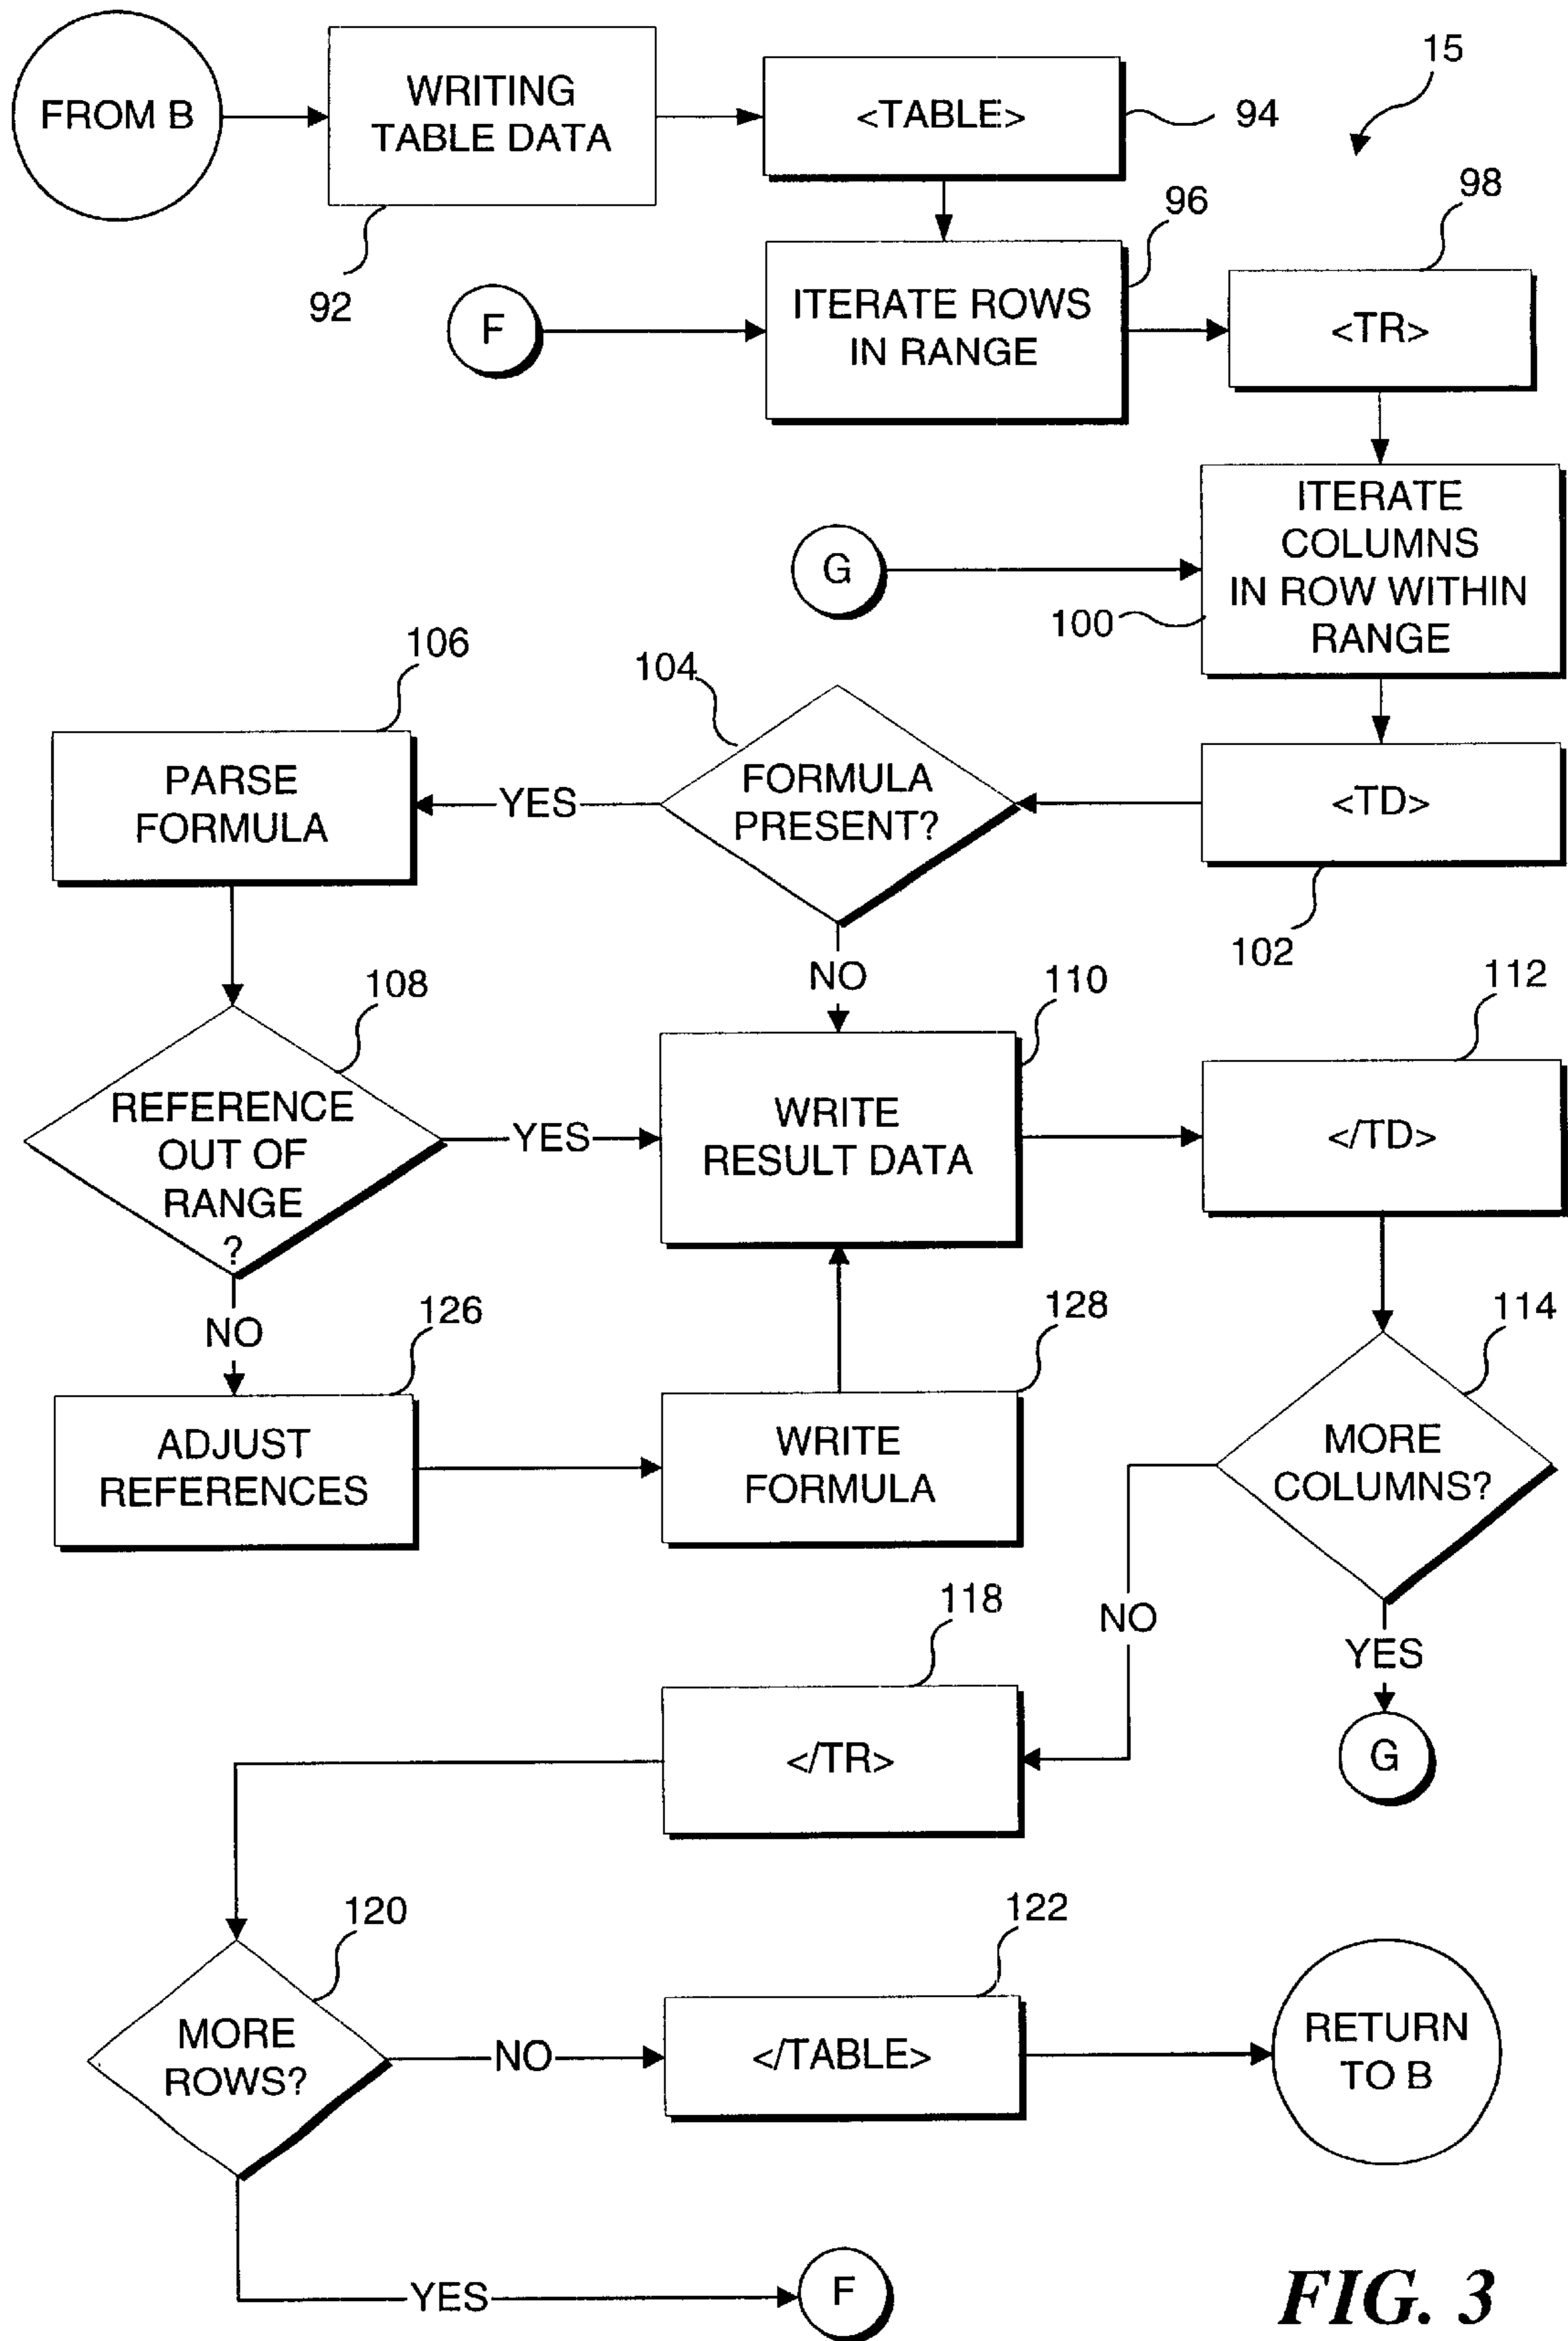 FROM B
WRITING
TABLE DATA
<TABLE>
94
15
92
F
ITERATE ROWS
IN RANGE
96
98
<TR>
G
ITERATE
COLUMNS
IN ROW WITHIN
RANGE
100
106
104
PARSE
FORMULA
YES
FORMULA
PRESENT?
<TD>
102
NO
108
110
112
REFERENCE
OUT OF
RANGE
?
YES
WRITE
RESULT DATA
</TD>
NO
126
128
114
ADJUST
REFERENCES
WRITE
FORMULA
MORE
COLUMNS?
118
NO
YES
</TR>
G
120
122
MORE
ROWS?
NO
</TABLE>
RETURN
TO B
YES
F
FIG. 3